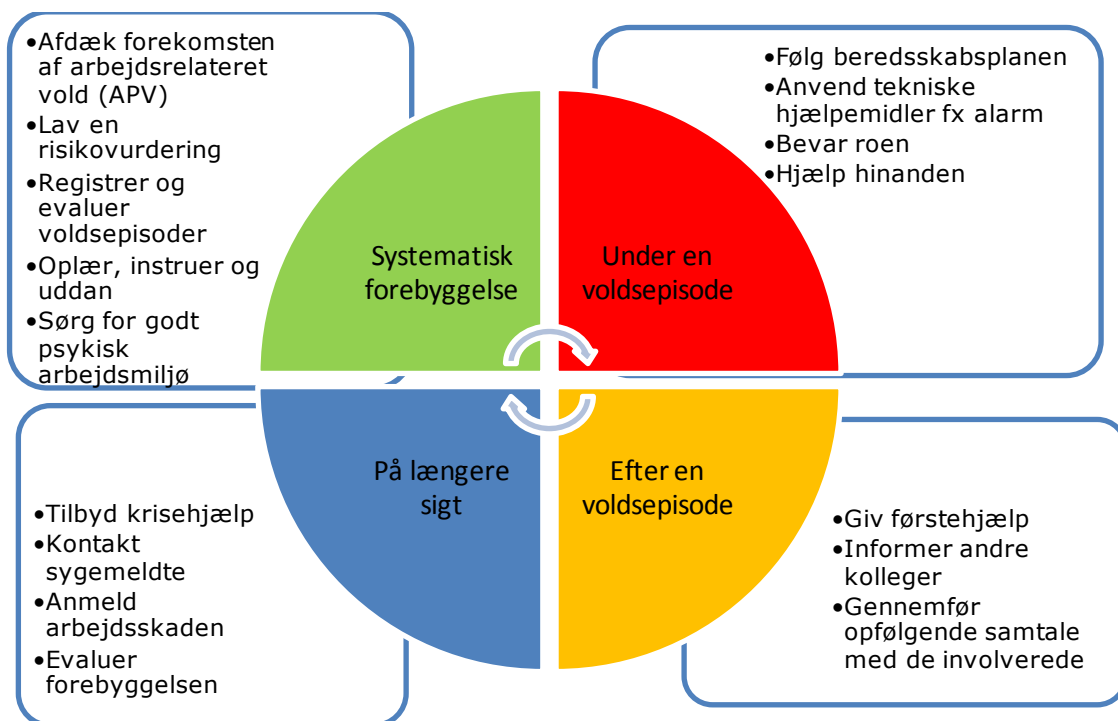 •Afdæk forekomsten
af arbejdsrelateret
vold (APV)
•Lav en
risikovurdering
•Registrer og
evaluer
voldsepisoder
•Oplær, instruer og
uddan
•Sørg for godt
psykisk
arbejdsmiljø
•Følg beredsskabsplanen
•Anvend tekniske
hjælpemidler fx alarm
•Bevar roen
•Hjælp hinanden
Systematisk
forebyggelse
Under en
voldsepisode
På længere
sigt
Efter en
voldsepisode
•Tilbyd krisehjælp
•Kontakt
sygemeldte
•Anmeld
arbejdsskaden
•Evaluer
forebyggelsen
•Giv førstehjælp
•Informer andre
kolleger
•Gennemfør
opfølgende samtale
med de involverede